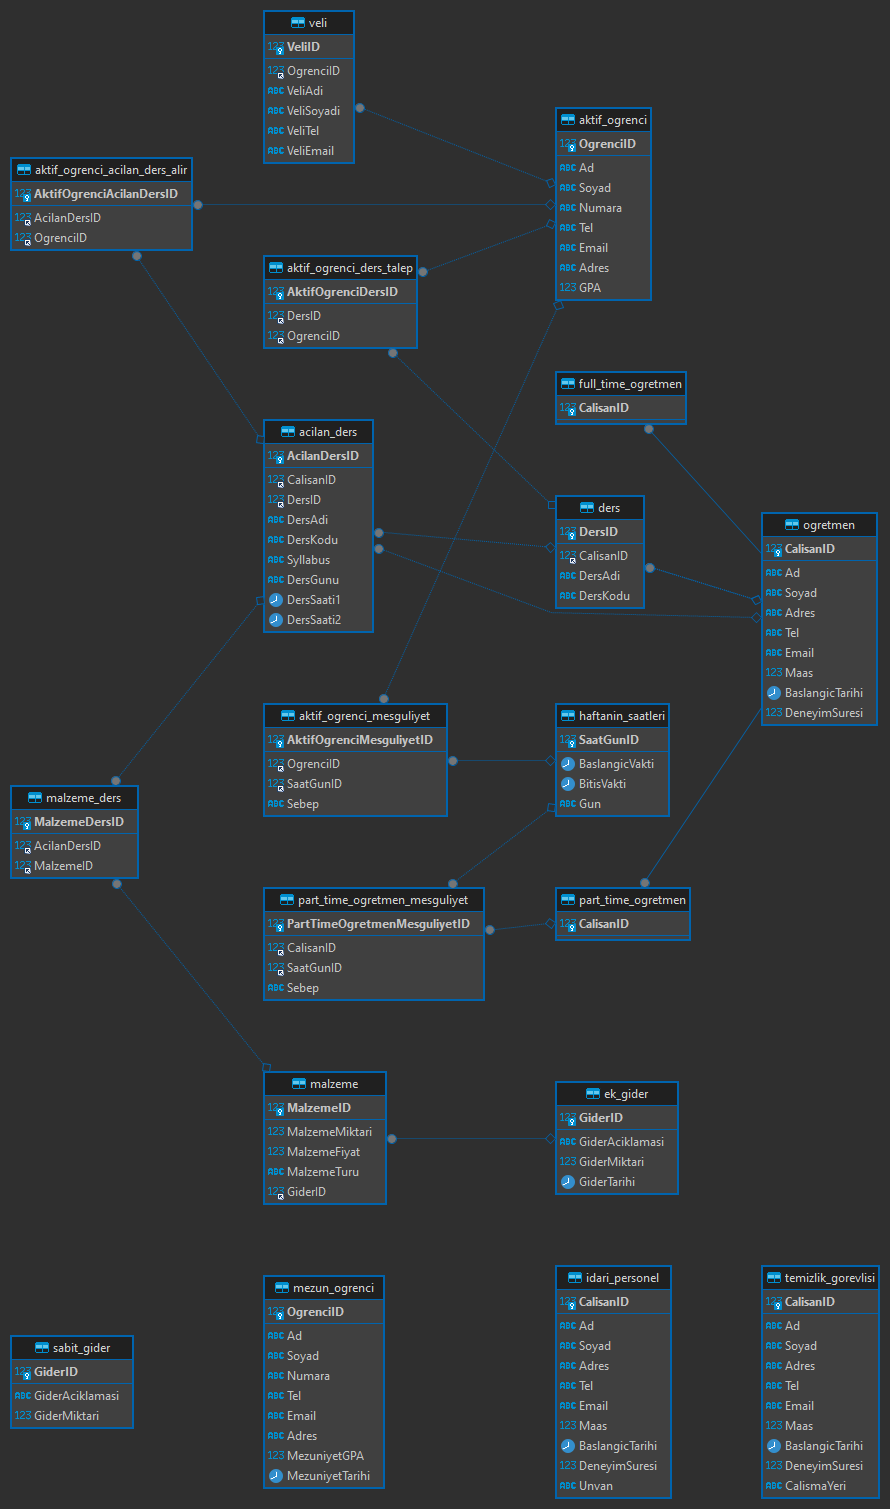 veli
123 VeliID
123 OgrenciID
ABC VeliAdi
ABC VeliSoyadi
ABC VeliTel
ABC VeliEmail
aktif_ogrenci
123 OgrenciID
ABC Ad
ABC Soyad
ABC Numara
ABC Tel
ABC Email
ABC Adres
123 GPA
aktif_ogrenci_acilan_ders_alir
123 AktifOgrenciAcilanDersID
123 AcilanDersID
123 OgrenciID
aktif_ogrenci_ders_talep
123 AktifOgrenciDersID
123 DersID
123 OgrenciID
full_time_ogretmen
123 CalisanID
acilan_ders
123 AcilanDersID
123 CalisanID
123 DersID
ABC DersAdi
ABC DersKodu
ABC Syllabus
ABC DersGunu
DersSaati1
DersSaati2
ders
123 DersID
123 CalisanID
ABC DersAdi
ABC DersKodu
ogretmen
123 CalisanID
ABC Ad
ABC Soyad
ABC Adres
ABC Tel
ABC Email
123 Maas
BaslangicTarihi
123 DeneyimSuresi
aktif_ogrenci_mesguliyet
123 AktifOgrenciMesguliyetID
123 OgrenciID
123 SaatGunID
ABC Sebep
haftanin_saatleri
123 SaatGunID
BaslangicVakti
BitisVakti
ABC Gun
malzeme_ders
123 MalzemeDersID
123 AcilanDersID
123 MalzemeID
part_time_ogretmen_mesguliyet
123 PartTimeOgretmenMesguliyetID
123 CalisanID
123 SaatGunID
ABC Sebep
part_time_ogretmen
123 CalisanID
malzeme
123 MalzemeID
123 MalzemeMiktari
123 MalzemeFiyat
ABC MalzemeTuru
123 GiderID
ek_gider
123 GiderID
ABC GiderAciklamasi
123 GiderMiktari
GiderTarihi
sabit_gider
123 GiderID
ABC GiderAciklamasi
123 GiderMiktari
mezun_ogrenci
123 OgrenciID
ABC Ad
ABC Soyad
ABC Numara
ABC Tel
ABC Email
ABC Adres
123 MezuniyetGPA
MezuniyetTarihi
idari_personel
123 CalisanID
ABC Ad
ABC Soyad
ABC Adres
ABC Tel
ABC Email
123 Maas
BaslangicTarihi
123 DeneyimSuresi
ABC Unvan
temizlik_gorevlisi
123 CalisanID
ABC Ad
ABC Soyad
ABC Adres
ABC Tel
ABC Email
123 Maas
BaslangicTarihi
123 DeneyimSuresi
ABC CalismaYeri